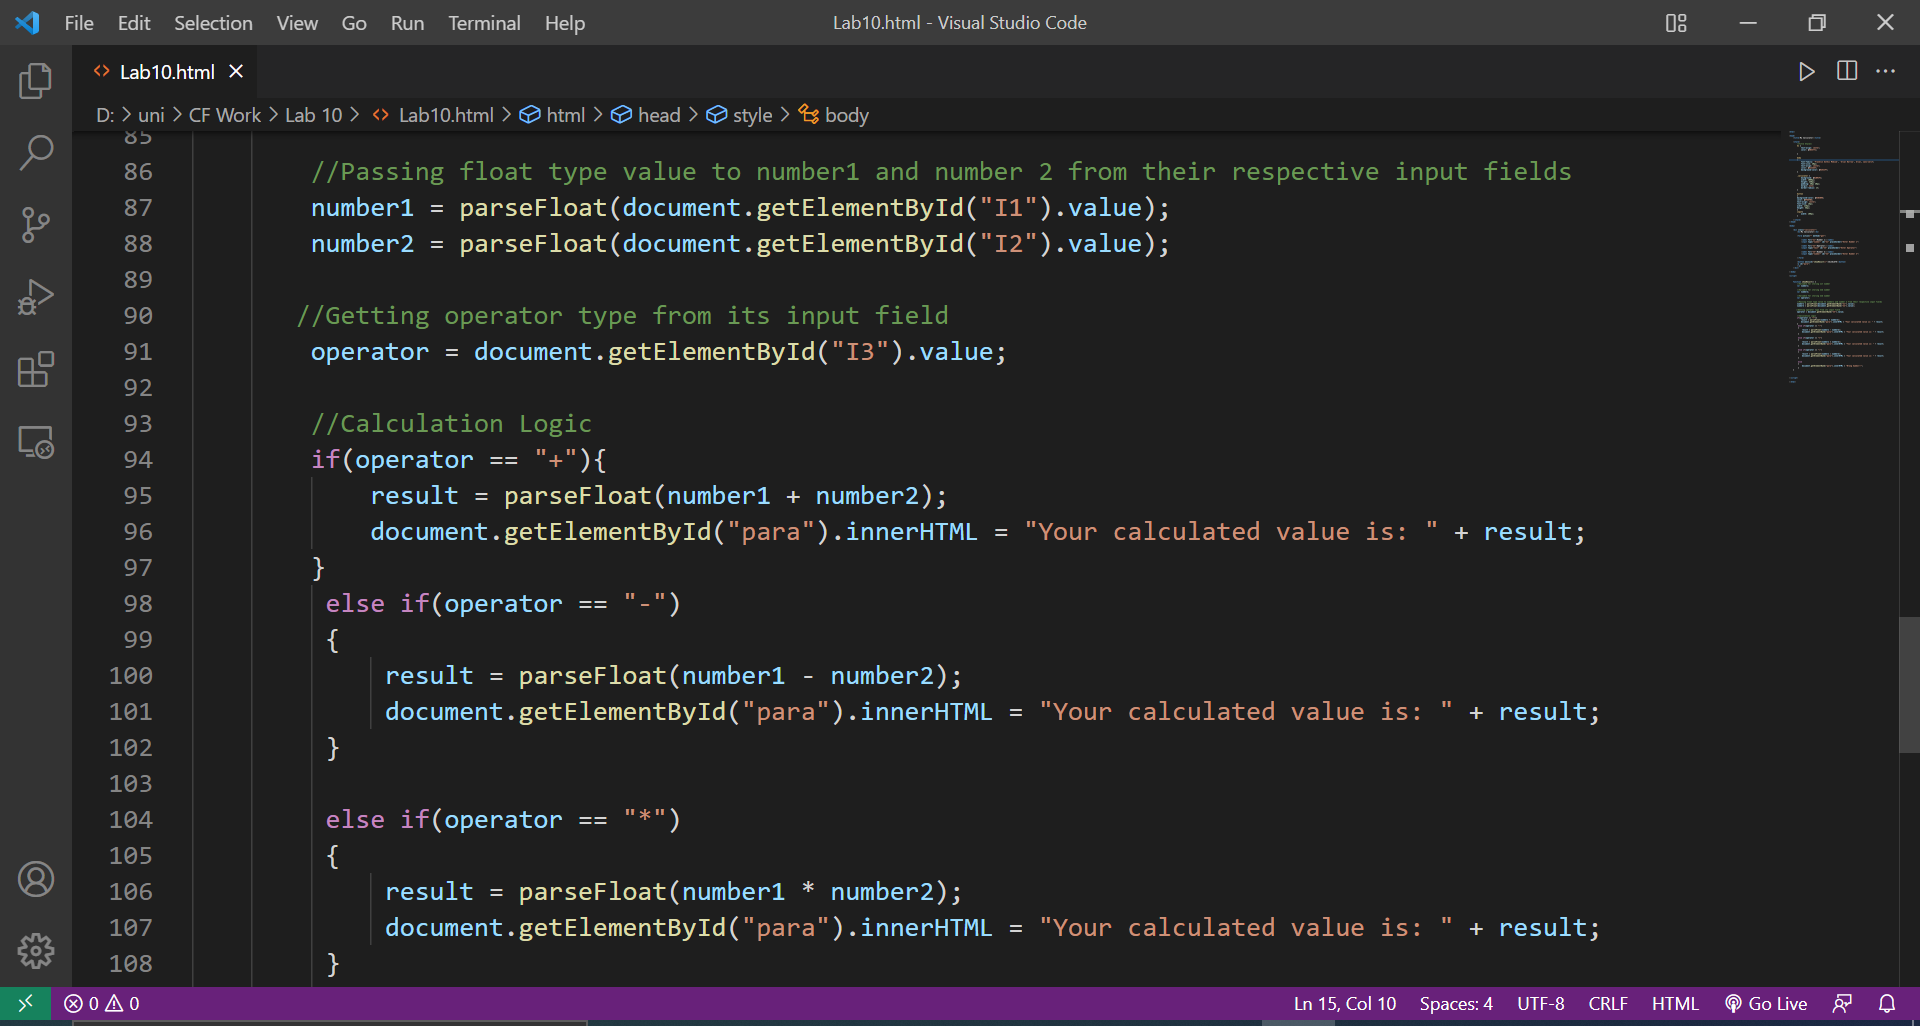 File Edit Selection View Go Run Terminal Help Lab10.html - Visual Studio Code
Lab10.html
D: > uni > CF Work > Lab 10 > Lab10.html > html > head > style > body
85
86 //Passing float type value to number1 and number 2 from their respective input fields
87 number1 = parseFloat(document.getElementById("I1").value);
88 number2 = parseFloat(document.getElementById("I2").value);
89
90 //Getting operator type from its input field
91 operator = document.getElementById("I3").value;
92
93 //Calculation Logic
94 if(operator == "+"){
95 result = parseFloat(number1 + number2);
96 document.getElementById("para").innerHTML = "Your calculated value is: " + result;
97 }
98 else if(operator == "-")
99 {
100 result = parseFloat(number1 - number2);
101 document.getElementById("para").innerHTML = "Your calculated value is: " + result;
102 }
103
104 else if(operator == "*")
105 {
106 result = parseFloat(number1 * number2);
107 document.getElementById("para").innerHTML = "Your calculated value is: " + result;
108 }
0 0 Ln 15, Col 10 Spaces: 4 UTF-8 CRLF HTML Go Live